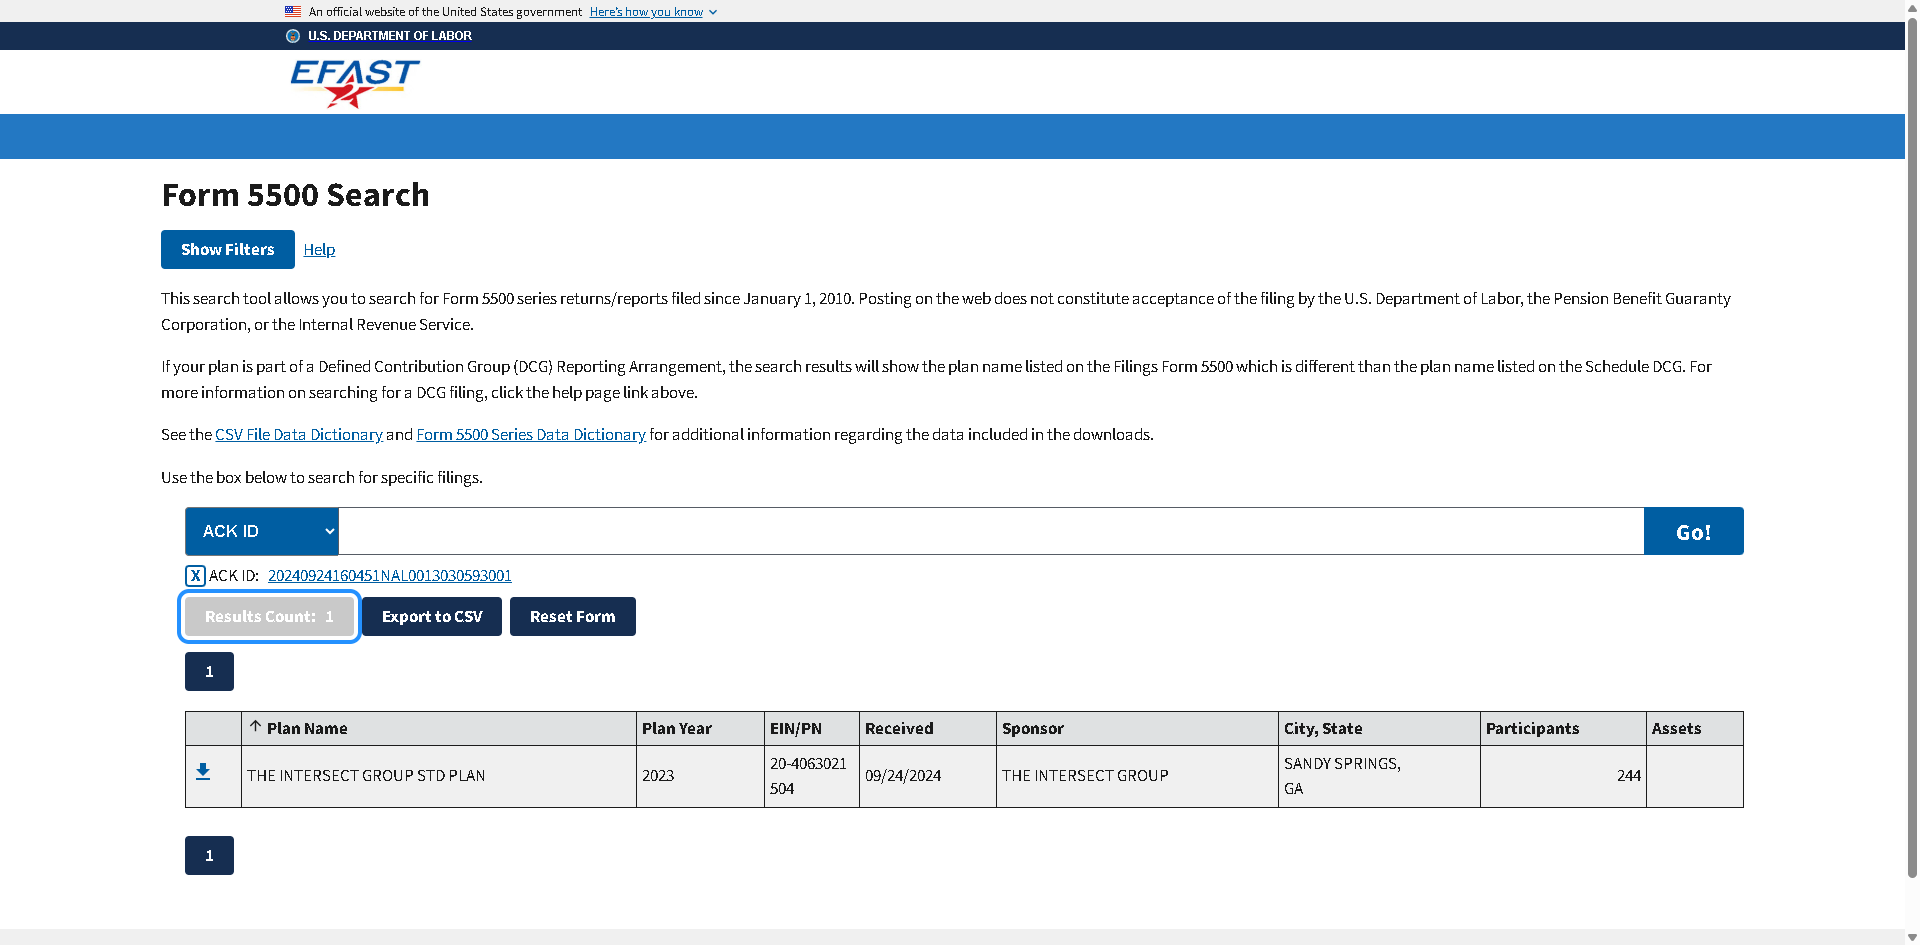 An official website of the United States government Here's how you know
U.S. DEPARTMENT OF LABOR
EFAST2
Form 5500 Search
Show Filters Help
This search tool allows you to search for Form 5500 series returns/reports filed since January 1, 2010. Posting on the web does not constitute acceptance of the filing by the U.S. Department of Labor, the Pension Benefit Guaranty
Corporation, or the Internal Revenue Service.
If your plan is part of a Defined Contribution Group (DCG) Reporting Arrangement, the search results will show the plan name listed on the Filings Form 5500 which is different than the plan name listed on the Schedule DCG. For
more information on searching for a DCG filing, click the help page link above.
See the CSV File Data Dictionary and Form 5500 Series Data Dictionary for additional information regarding the data included in the downloads.
Use the box below to search for specific filings.
ACK ID Go!
X ACK ID: 20240924160451NAL0013030593001
Results Count: 1 Export to CSV Reset Form
1
Plan Name Plan Year EIN/PN Received Sponsor City, State Participants Assets
THE INTERSECT GROUP STD PLAN 2023 20-4063021 09/24/2024 THE INTERSECT GROUP SANDY SPRINGS, 244
504 GA
1